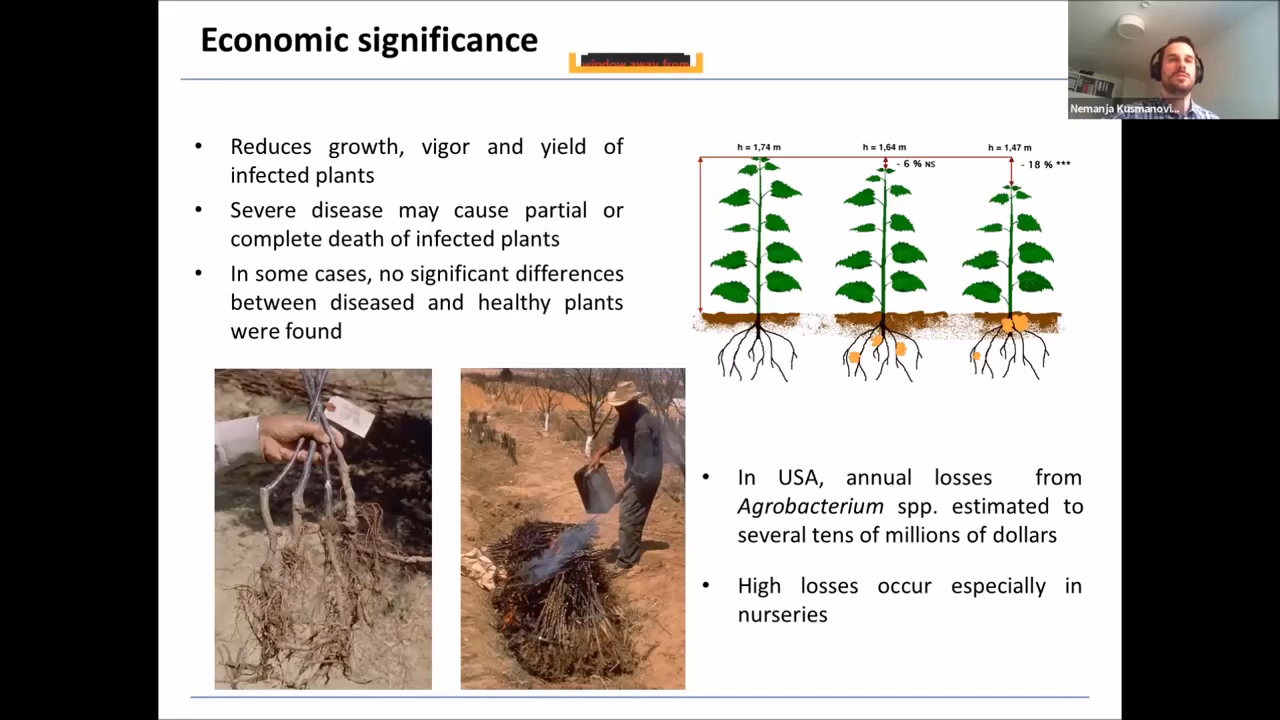 Economic significance
window away from
Nemanja Kusmanovi...
• Reduces growth, vigor and yield of
infected plants
• Severe disease may cause partial or
complete death of infected plants
• In some cases, no significant differences
between diseased and healthy plants
were found
h = 1,74 m
h = 1,64 m
h = 1,47 m
- 6 % NS
- 18 % ***
• In USA, annual losses from
Agrobacterium spp. estimated to
several tens of millions of dollars
• High losses occur especially in
nurseries